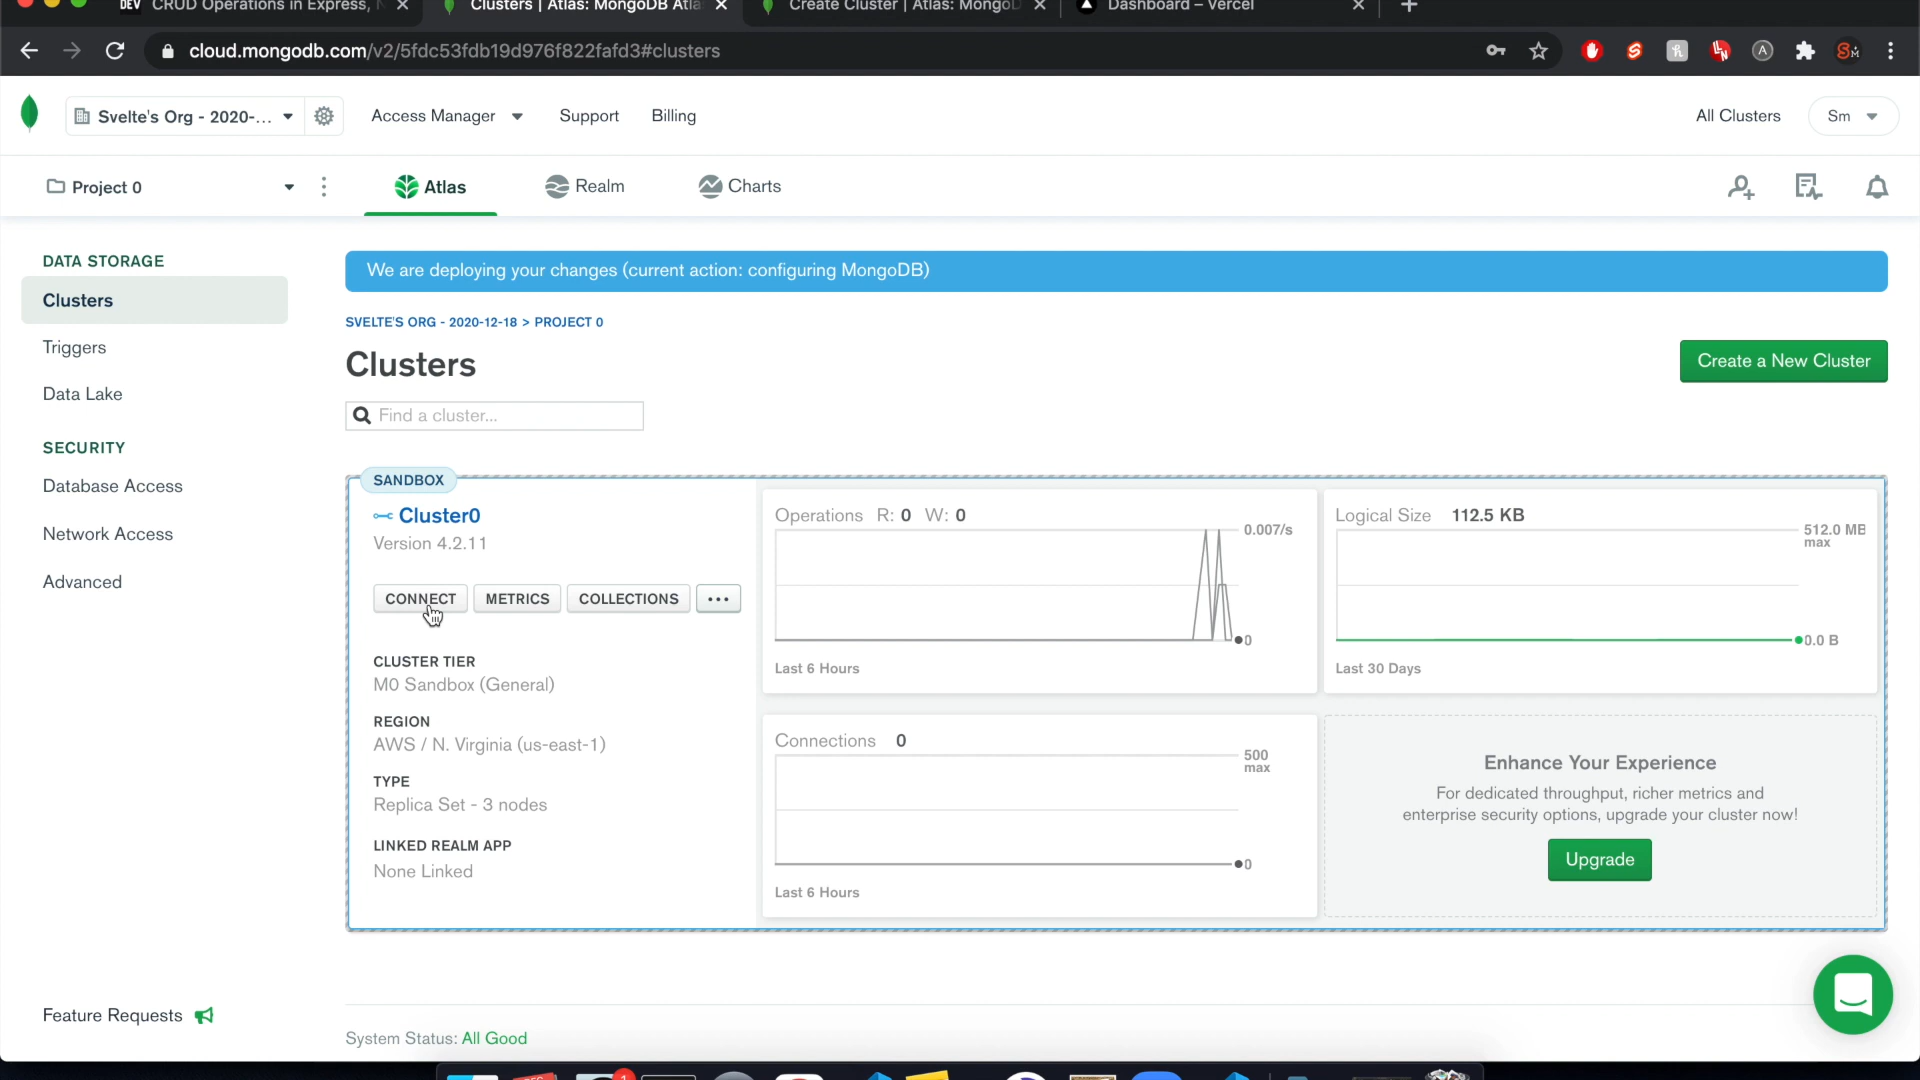 DEV CRUD Operations in Express,
Clusters | Atlas: MongoDB Atla
Create Cluster | Atlas: MongoD
Dashboard – Vercel
cloud.mongodb.com/v2/5fdc53fdb19d976f822fafd3#clusters
Svelte's Org - 2020-...
Access Manager
Support
Billing
All Clusters
Sm
Project 0
Atlas
Realm
Charts
DATA STORAGE
Clusters
Triggers
Data Lake
SECURITY
Database Access
Network Access
Advanced
Feature Requests
We are deploying your changes (current action: configuring MongoDB)
SVELTE'S ORG - 2020-12-18 > PROJECT 0
Clusters
Create a New Cluster
Find a cluster...
SANDBOX
Cluster0
Version 4.2.11
CONNECT
METRICS
COLLECTIONS
...
CLUSTER TIER
M0 Sandbox (General)
REGION
AWS / N. Virginia (us-east-1)
TYPE
Replica Set - 3 nodes
LINKED REALM APP
None Linked
Operations R: 0 W: 0
0.007/s
0
Last 6 Hours
Logical Size 112.5 KB
512.0 MB
max
0.0 B
Last 30 Days
Connections 0
500
max
0
Last 6 Hours
Enhance Your Experience
For dedicated throughput, richer metrics and
enterprise security options, upgrade your cluster now!
Upgrade
System Status: All Good
1